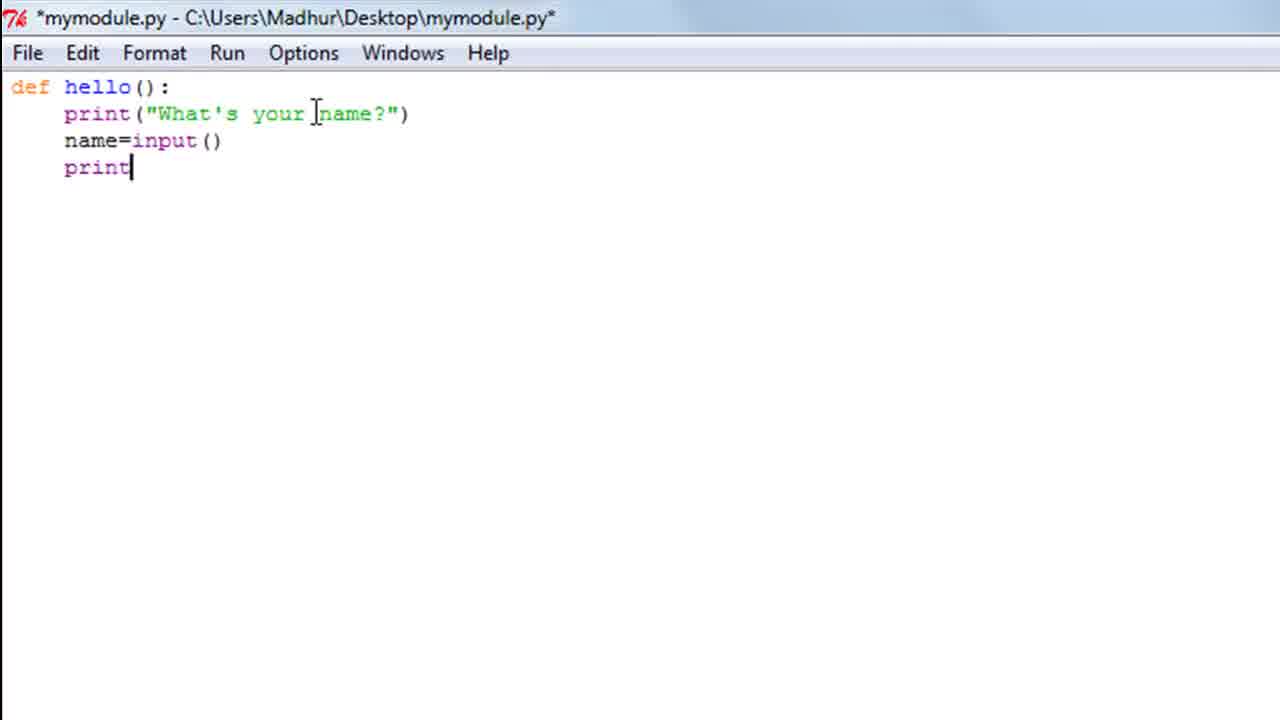 *mymodule.py - C:\Users\Madhur\Desktop\mymodule.py*
File Edit Format Run Options Windows Help
def hello():
    print("What's your name?")
    name=input()
    print